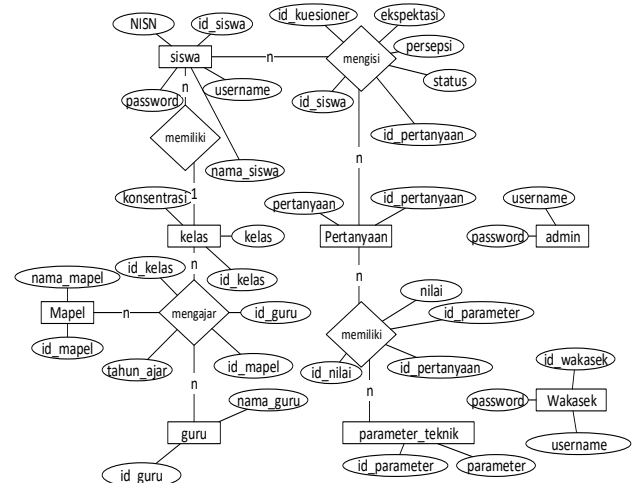 NISN
id_siswa
id_kuesioner
ekspektasi
siswa
n
mengisi
persepsi
status
password
n
username
id_siswa
memiliki
id_pertanyaan
nama_siswa
n
1
konsentrasi
pertanyaan
id_pertanyaan
username
kelas
kelas
Pertanyaan
password
admin
id_kelas
n
id_kelas
nama_mapel
n
nilai
Mapel
n
mengajar
id_guru
memiliki
id_parameter
id_mapel
tahun_ajar
id_mapel
id_nilai
id_pertanyaan
id_wakasek
n
n
password
Wakasek
nama_guru
guru
parameter_teknik
username
id_guru
id_parameter
parameter